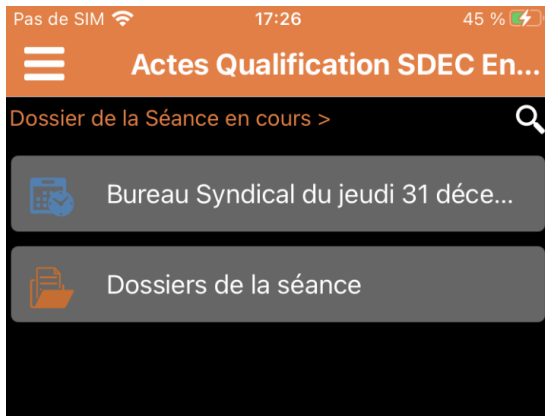 Pas de SIM 17:26 45 %
Actes Qualification SDEC En...
Dossier de la Séance en cours >
Bureau Syndical du jeudi 31 déce...
Dossiers de la séance